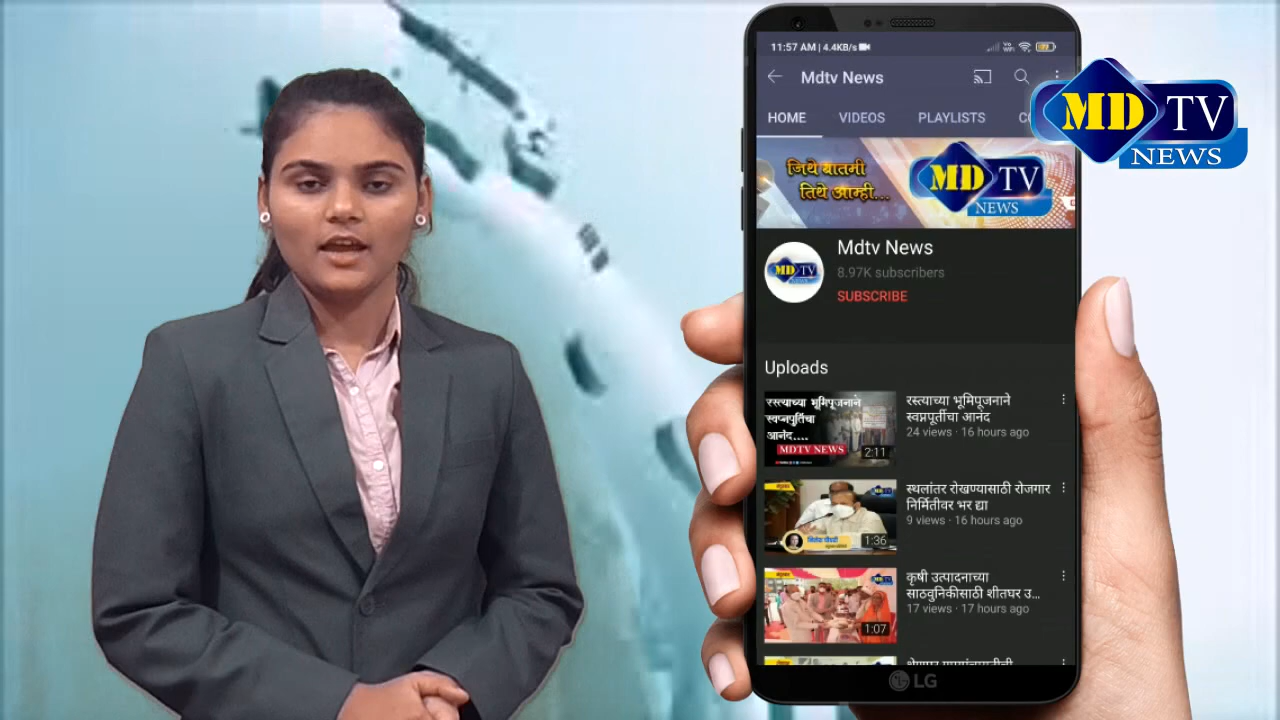 11:57 AM | 4.4KB/s
Mdtv News
HOME VIDEOS PLAYLISTS
MD TV
NEWS
जिथे बातमी
तिथे आम्ही...
MD TV
NEWS
MD TV
Mdtv News
8.97K subscribers
SUBSCRIBE
Uploads
रस्त्याच्या भूमिपूजनाने
स्वप्नपुर्तिचा
आनंद....
MDTV NEWS
2:11
रस्त्याच्या भूमिपूजनाने
स्वप्नपूर्तीचा आनंद
24 views · 16 hours ago
1:36
स्थलांतर रोखण्यासाठी रोजगार
निर्मितीवर भर द्या
9 views · 16 hours ago
1:07
कृषी उत्पादनाच्या
साठवुनिकीसाठी शीतघर उ...
17 views · 17 hours ago
LG